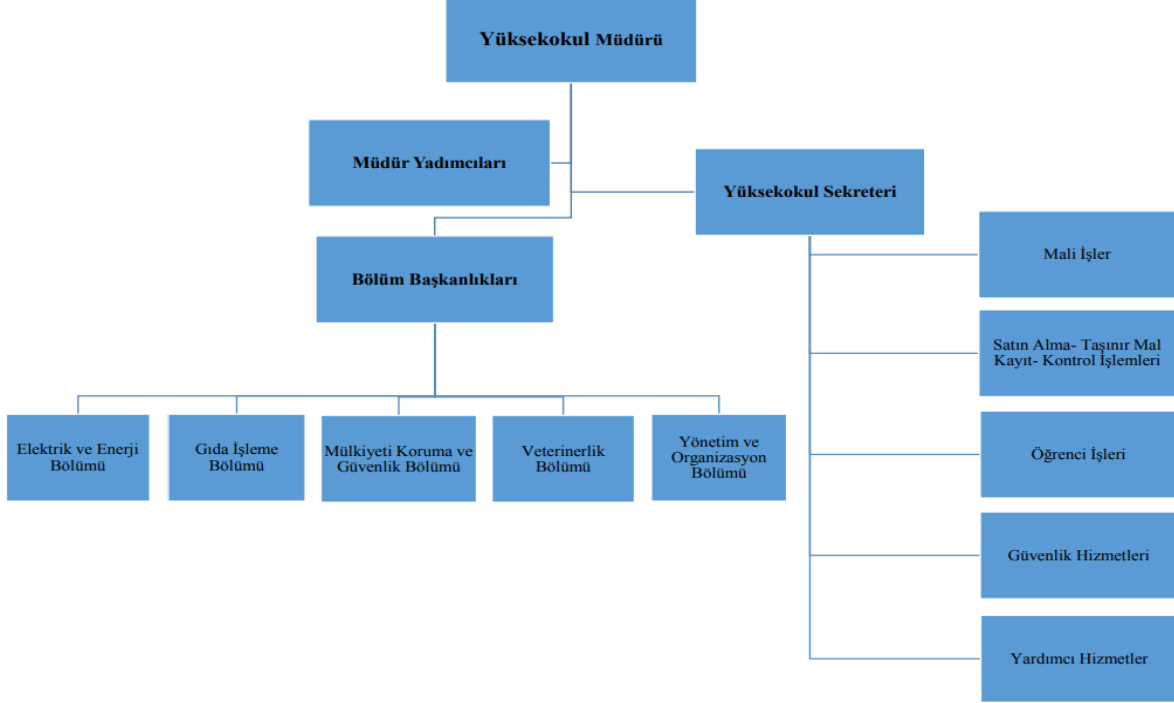 Yüksekokul Müdürü
Müdür Yadımcıları
Yüksekokul Sekreteri
Bölüm Başkanlıkları
Elektrik ve Enerji
Bölümü
Gıda İşleme
Bölümü
Mülkiyeti Koruma ve
Güvenlik Bölümü
Veterinerlik
Bölümü
Yönetim ve
Organizasyon
Bölümü
Mali İşler
Satın Alma- Taşınır Mal
Kayıt- Kontrol İşlemleri
Öğrenci İşleri
Güvenlik Hizmetleri
Yardımcı Hizmetler